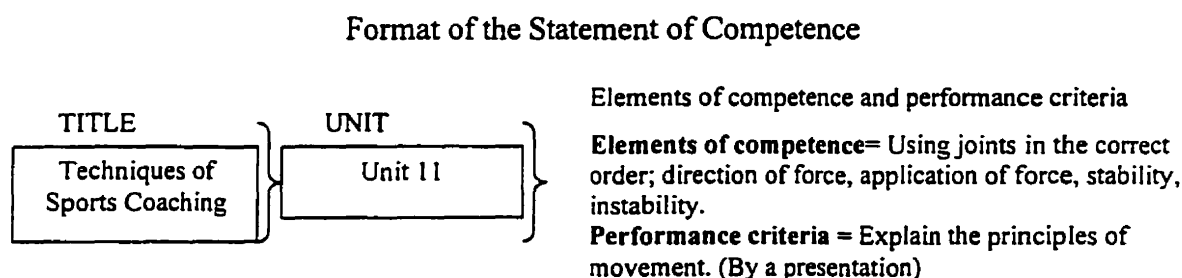 Format of the Statement of Competence
TITLE
Techniques of
Sports Coaching
UNIT
Unit 11
Elements of competence and performance criteria
Elements of competence= Using joints in the correct
order; direction of force, application of force, stability,
instability.
Performance criteria = Explain the principles of
movement. (By a presentation)